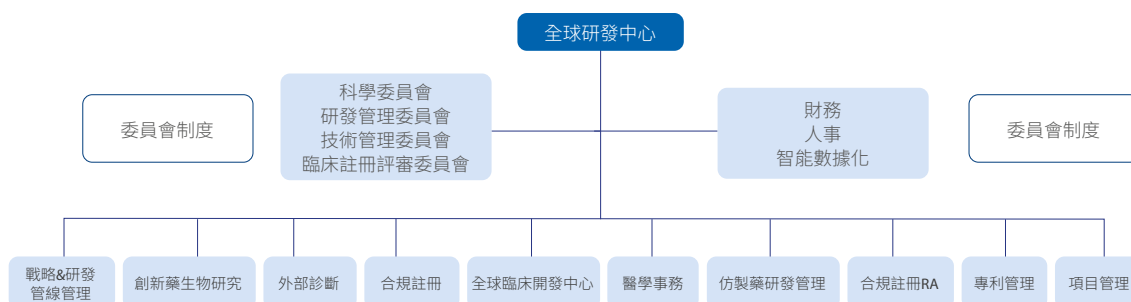 全球研發中心
委員會制度
科學委員會
研發管理委員會
技術管理委員會
臨床註冊評審委員會
財務
人事
智能數據化
委員會制度
戰略&研發
管線管理
創新藥生物研究
外部診斷
合規註冊
全球臨床開發中心
醫學事務
仿製藥研發管理
合規註冊RA
專利管理
項目管理